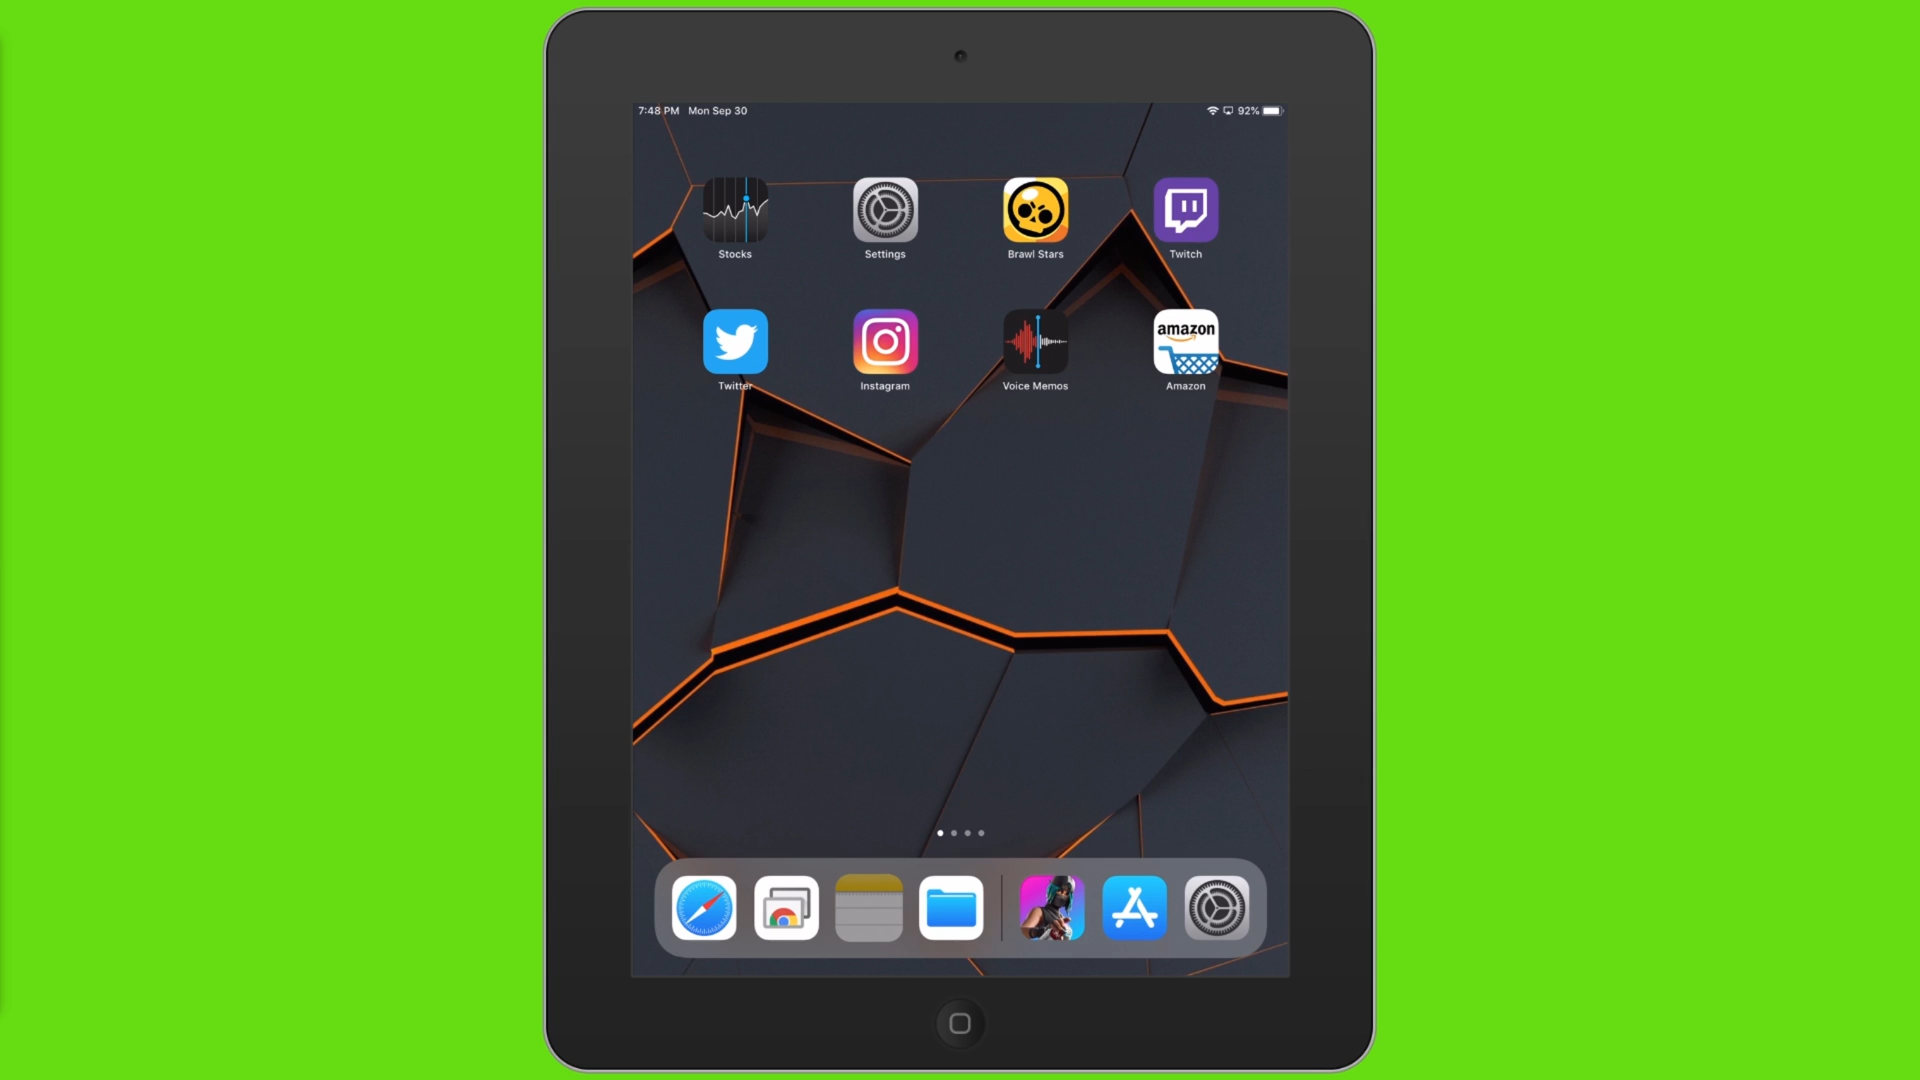 7:48 PM Mon Sep 30 92%
Stocks Settings Brawl Stars Twitch
amazon
Twitter Instagram Voice Memos Amazon